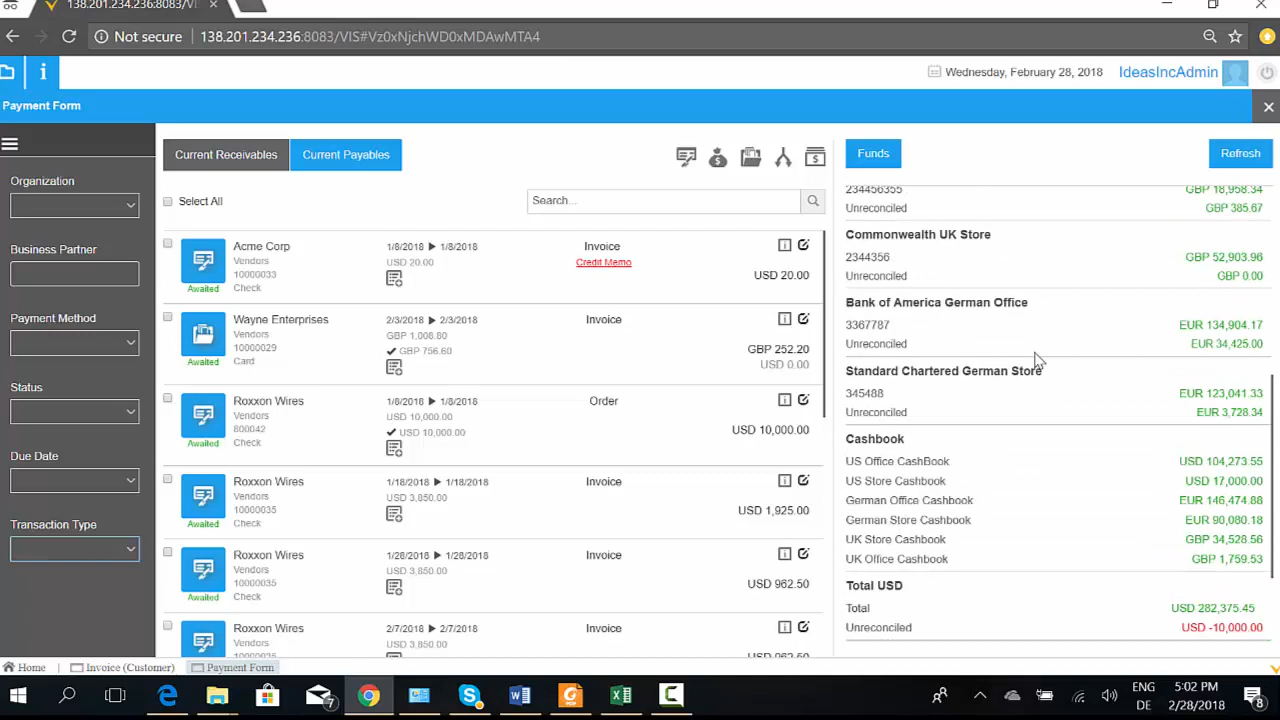 138.201.234.236:8083/VI
Not secure
138.201.234.236:8083/VIS#Vz0xNjchWD0xMDAwMTA4
Wednesday, February 28, 2018
IdeasIncAdmin
Payment Form
Organization
Business Partner
Payment Method
Status
Due Date
Transaction Type
Current Receivables
Current Payables
Select All
Search...
Acme Corp
Vendors
10000033
Check
Awaited
1/8/2018 ▶ 1/8/2018
USD 20.00
Invoice
Credit Memo
USD 20.00
Wayne Enterprises
Vendors
10000029
Card
Awaited
2/3/2018 ▶ 2/3/2018
GBP 1,008.80
GBP 756.60
Invoice
GBP 252.20
USD 0.00
Roxxon Wires
Vendors
800042
Check
Awaited
1/8/2018 ▶ 1/8/2018
USD 10,000.00
USD 10,000.00
Order
USD 10,000.00
Roxxon Wires
Vendors
10000035
Check
Awaited
1/18/2018 ▶ 1/18/2018
USD 3,850.00
Invoice
USD 1,925.00
Roxxon Wires
Vendors
10000035
Check
Awaited
1/28/2018 ▶ 1/28/2018
USD 3,850.00
Invoice
USD 962.50
Roxxon Wires
Vendors
2/7/2018 ▶ 2/7/2018
USD 3,850.00
Invoice
USD 962.50
Funds
Refresh
234456355 GBP 18,958.34
Unreconciled GBP 385.67
Commonwealth UK Store
2344356 GBP 52,903.96
Unreconciled GBP 0.00
Bank of America German Office
3367787 EUR 134,904.17
Unreconciled EUR 34,425.00
Standard Chartered German Store
345488 EUR 123,041.33
Unreconciled EUR 3,728.34
Cashbook
US Office CashBook USD 104,273.55
US Store Cashbook USD 17,000.00
German Office Cashbook EUR 146,474.88
German Store Cashbook EUR 90,080.18
UK Store Cashbook GBP 34,528.56
UK Office Cashbook GBP 1,759.53
Total USD
Total USD 282,375.45
Unreconciled USD -10,000.00
Home
Invoice (Customer)
Payment Form
7
ENG
DE
5:02 PM
2/28/2018
8